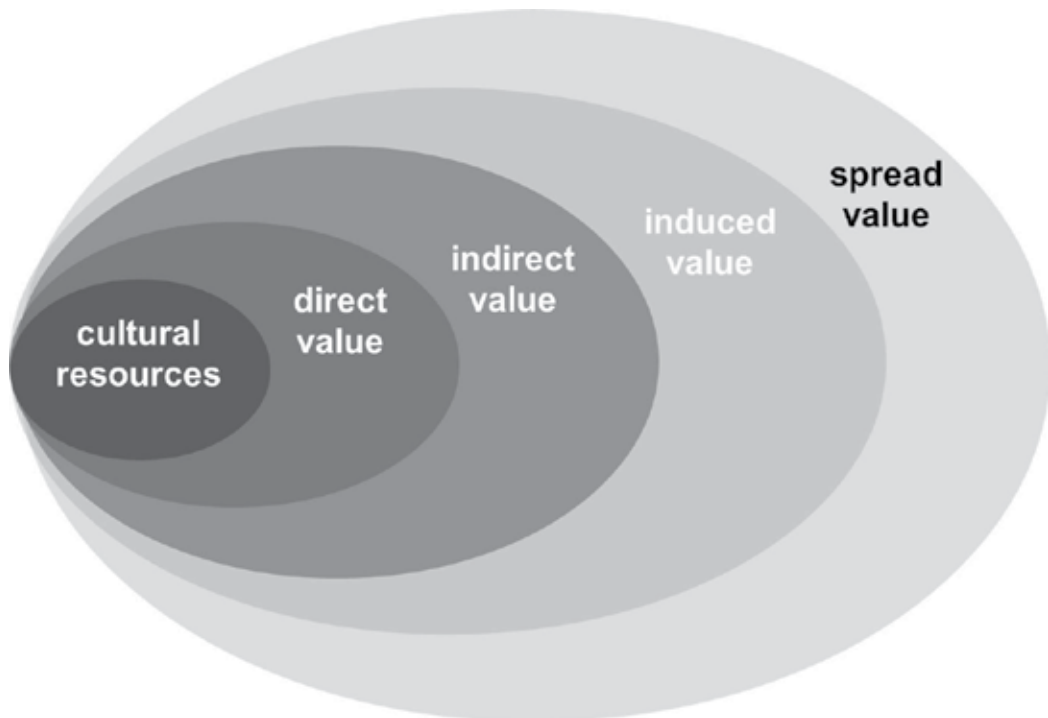 cultural
resources
direct
value
indirect
value
induced
value
spread
value